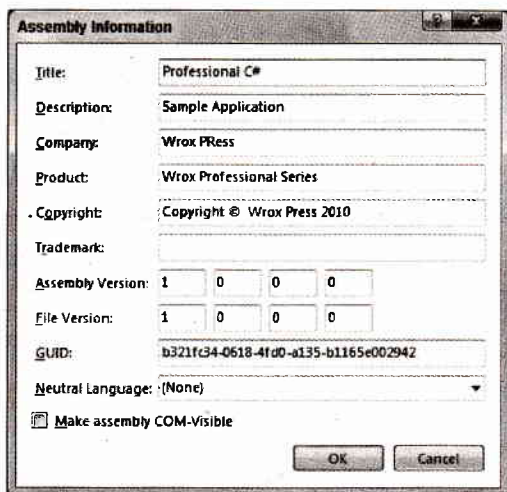 Assembly Information
Title: Professional C#
Description: Sample Application
Company: Wrox PRess
Product: Wrox Professional Series
Copyright: Copyright © Wrox Press 2010
Trademark:
Assembly Version: 1 0 0 0
File Version: 1 0 0 0
GUID: b321fc34-0618-4fd0-a135-b1165e002942
Neutral Language: (None)
Make assembly COM-Visible
OK Cancel